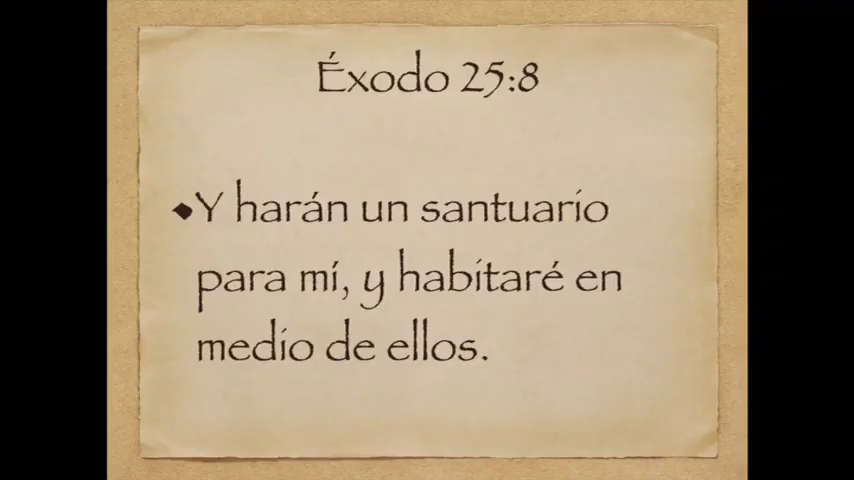 Éxodo 25:8
◆Y harán un santuario
para mí, y habitaré en
medio de ellos.